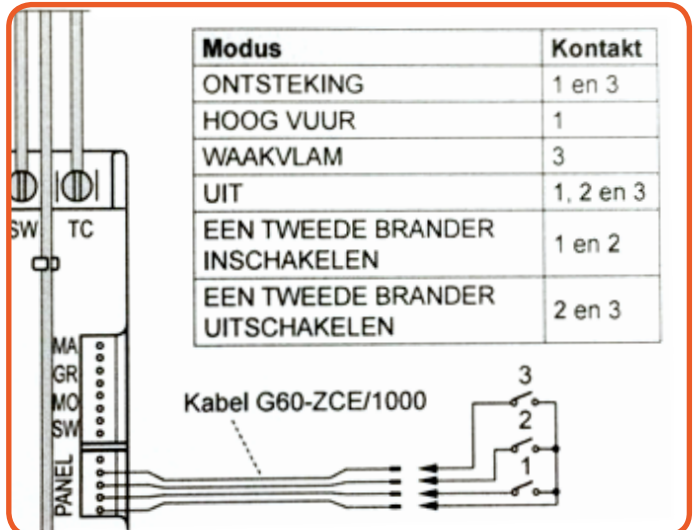 Modus Kontakt
ONTSTEKING 1 en 3
HOOG VUUR 1
WAAKVLAM 3
UIT 1, 2 en 3
EEN TWEEDE BRANDER
INSCHAKELEN 1 en 2
EEN TWEEDE BRANDER
UITSCHAKELEN 2 en 3
SW TC
MA
GR
MO
SW
PANEL
Kabel G60-ZCE/1000
3
2
1